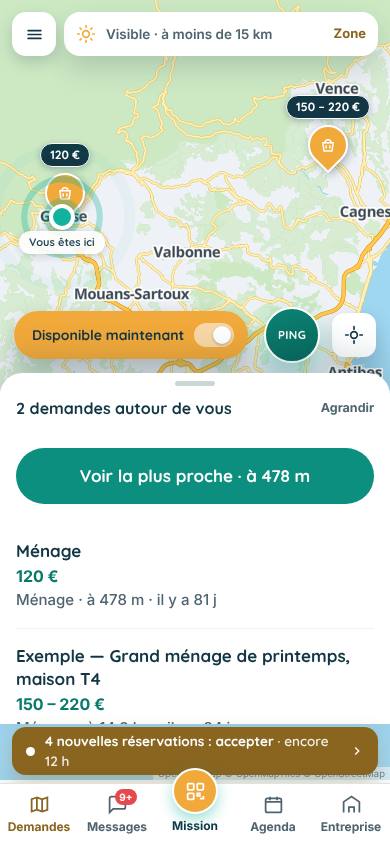 Visible · à moins de 15 km
Zone
Vence
150 – 220 €
120 €
Cagnes
Vous êtes ici
Valbonne
Mouans-Sartoux
Disponible maintenant
PING
Antibes
2 demandes autour de vous
Agrandir
Voir la plus proche · à 478 m
Ménage
120 €
Ménage · à 478 m · il y a 81 j
Exemple — Grand ménage de printemps,
maison T4
150 – 220 €
4 nouvelles réservations : accepter · encore
12 h
9+
Demandes
Messages
Mission
Agenda
Entreprise